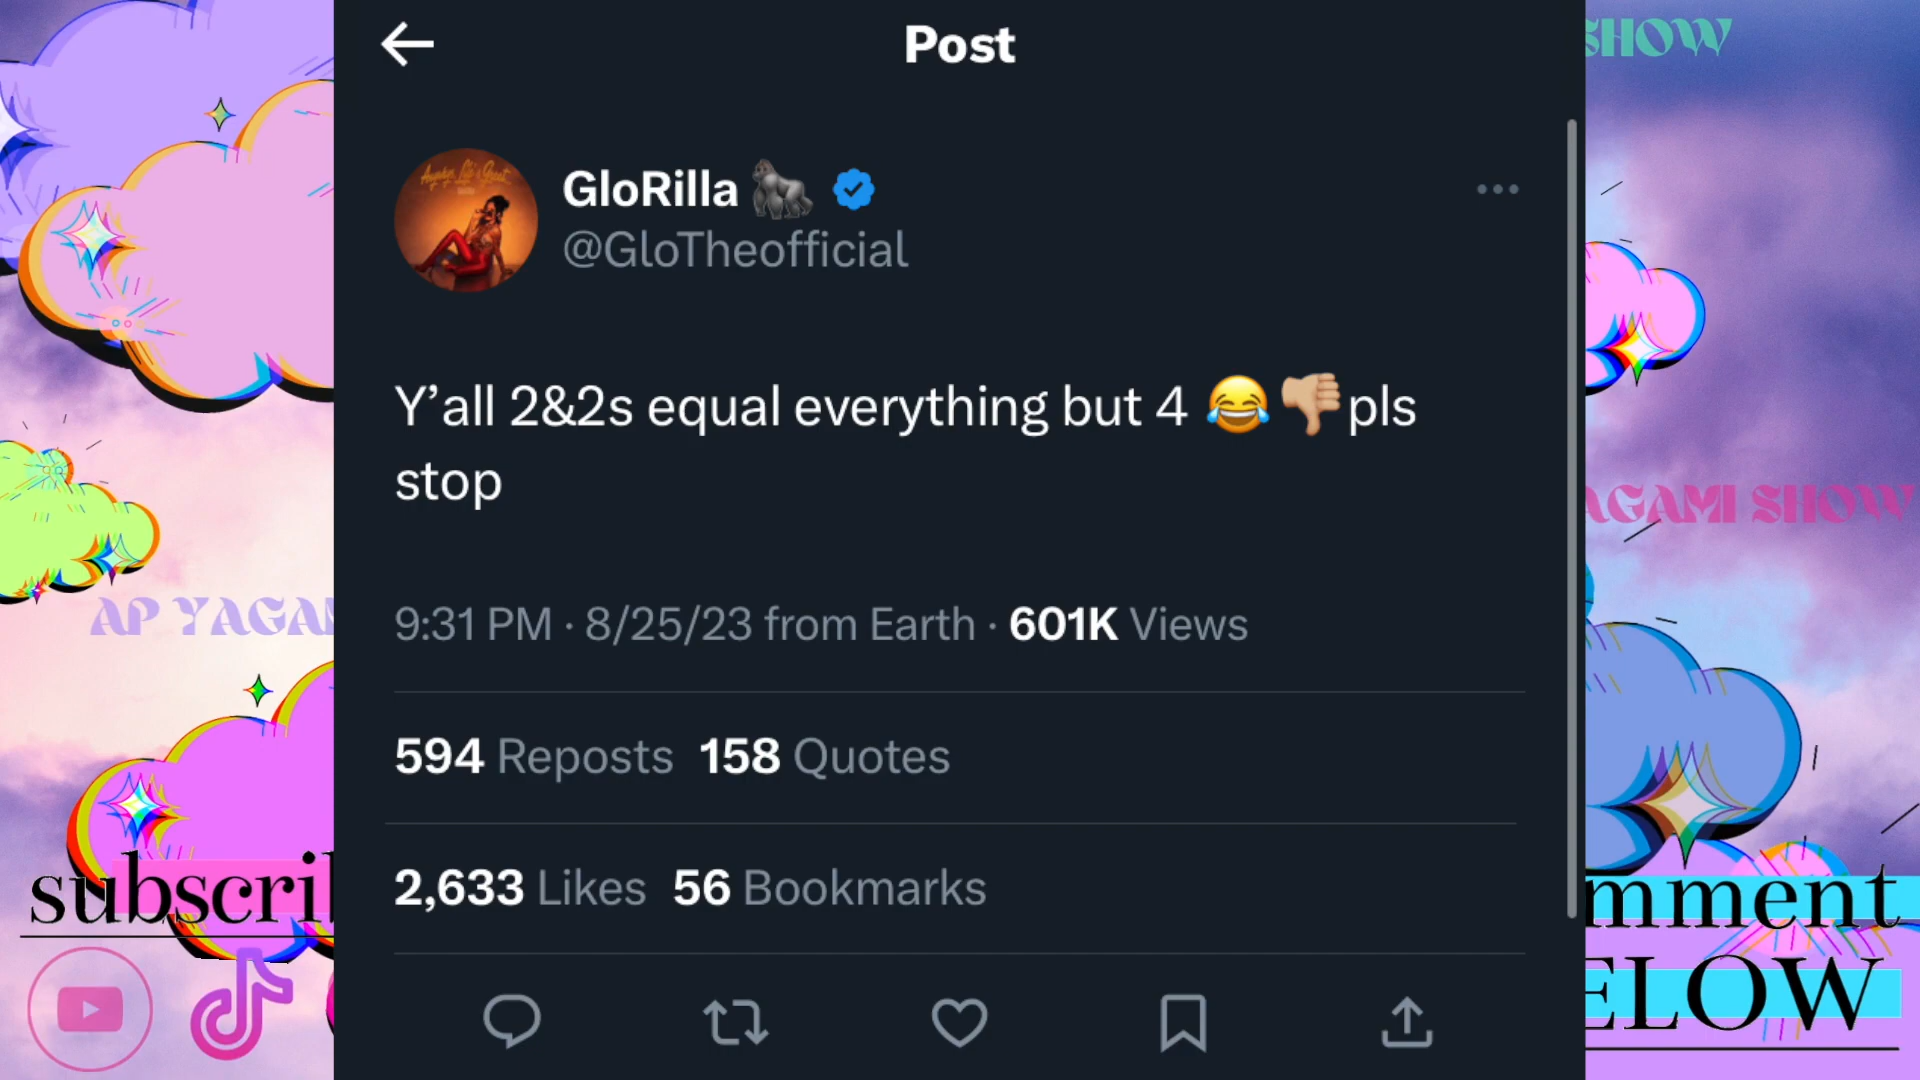 Post
SHOW
GloRilla 🦍
@GloTheofficial
Y’all 2&2s equal everything but 4 😂👎🏼pls
stop
AGAMI SHOW
AP YAGAM
9:31 PM · 8/25/23 from Earth · 601K Views
594 Reposts 158 Quotes
2,633 Likes 56 Bookmarks
subscri
mment
ELOW